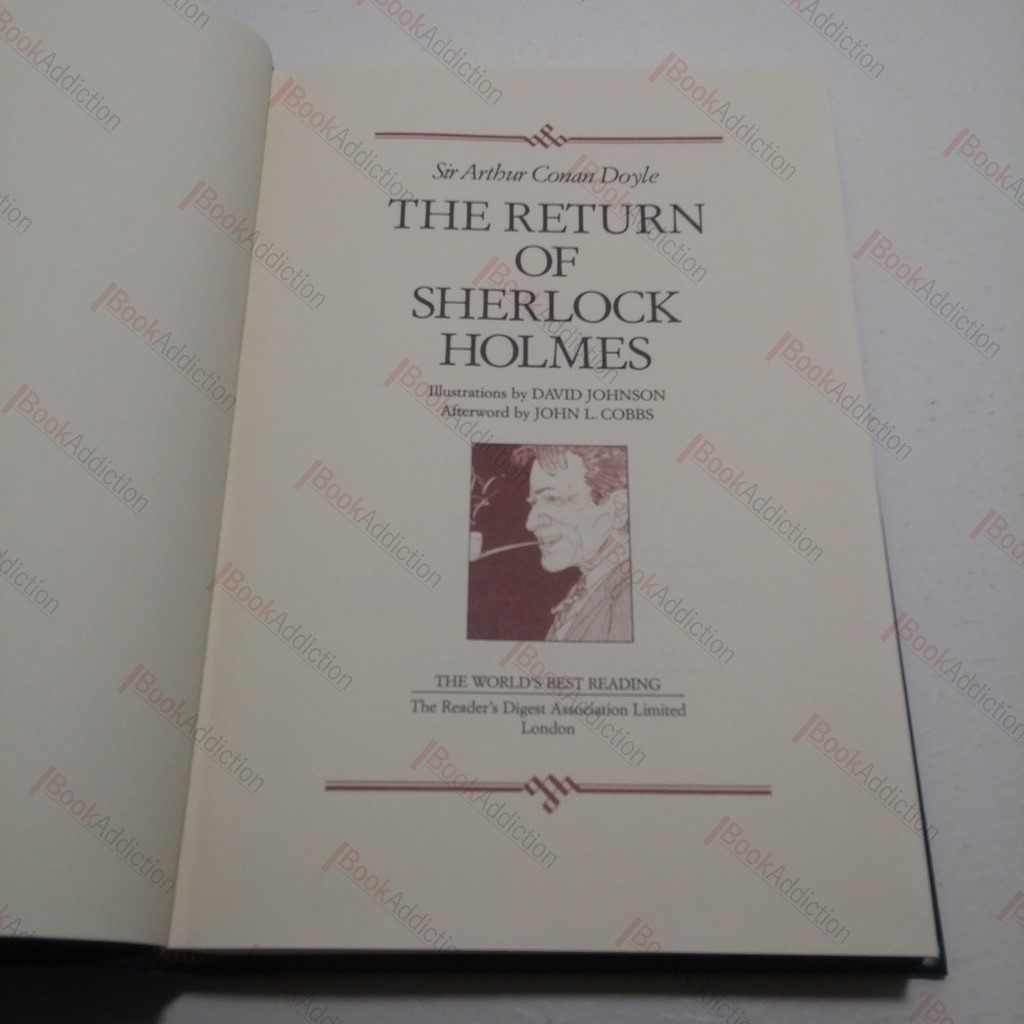 Sir Arthur Conan Doyle
THE RETURN
OF
SHERLOCK
HOLMES
Illustrations by DAVID JOHNSON
Afterword by JOHN L. COBBS
THE WORLD'S BEST READING
The Reader's Digest Association Limited
London
BookAddiction